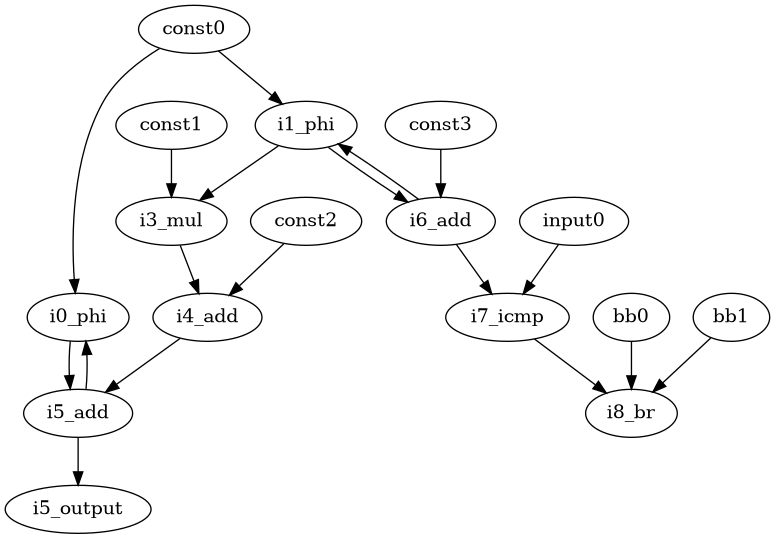 const0
const1
i1_phi
const3
i3_mul
const2
i6_add
input0
i0_phi
i4_add
i7_icmp
bb0
bb1
i5_add
i8_br
i5_output